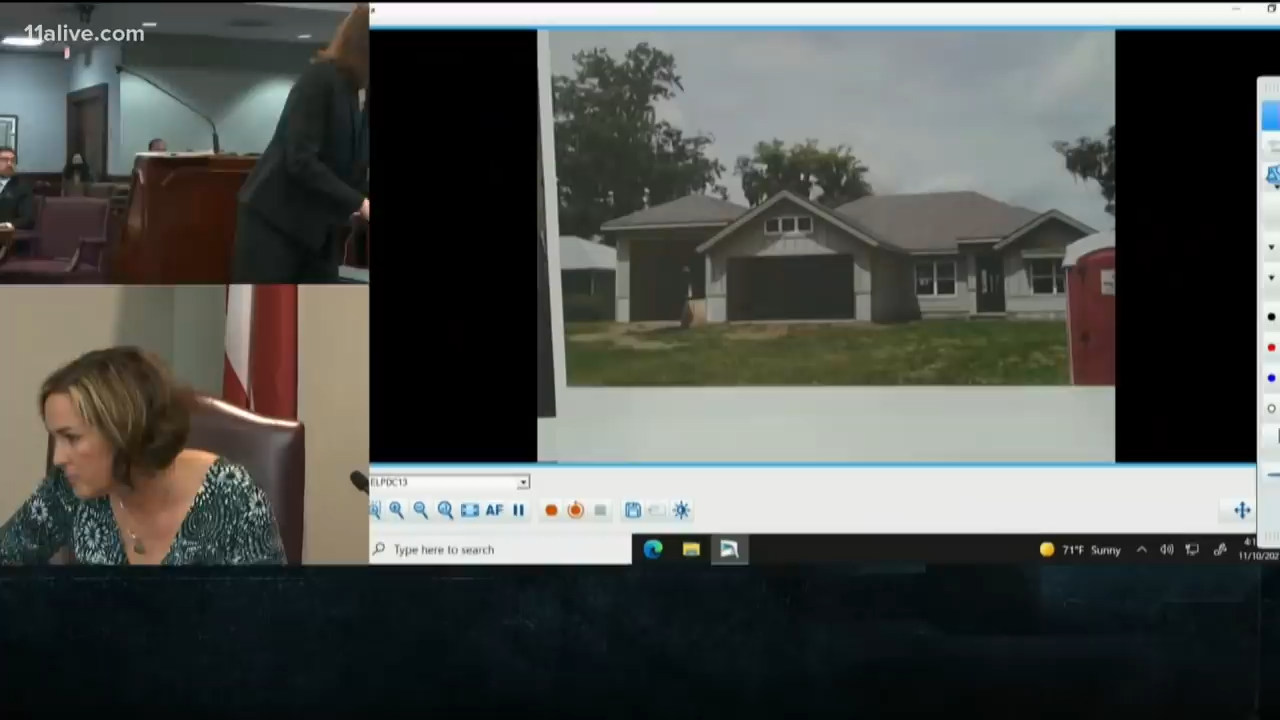 11alive.com
ELPDC13
AF
Type here to search
71°F Sunny